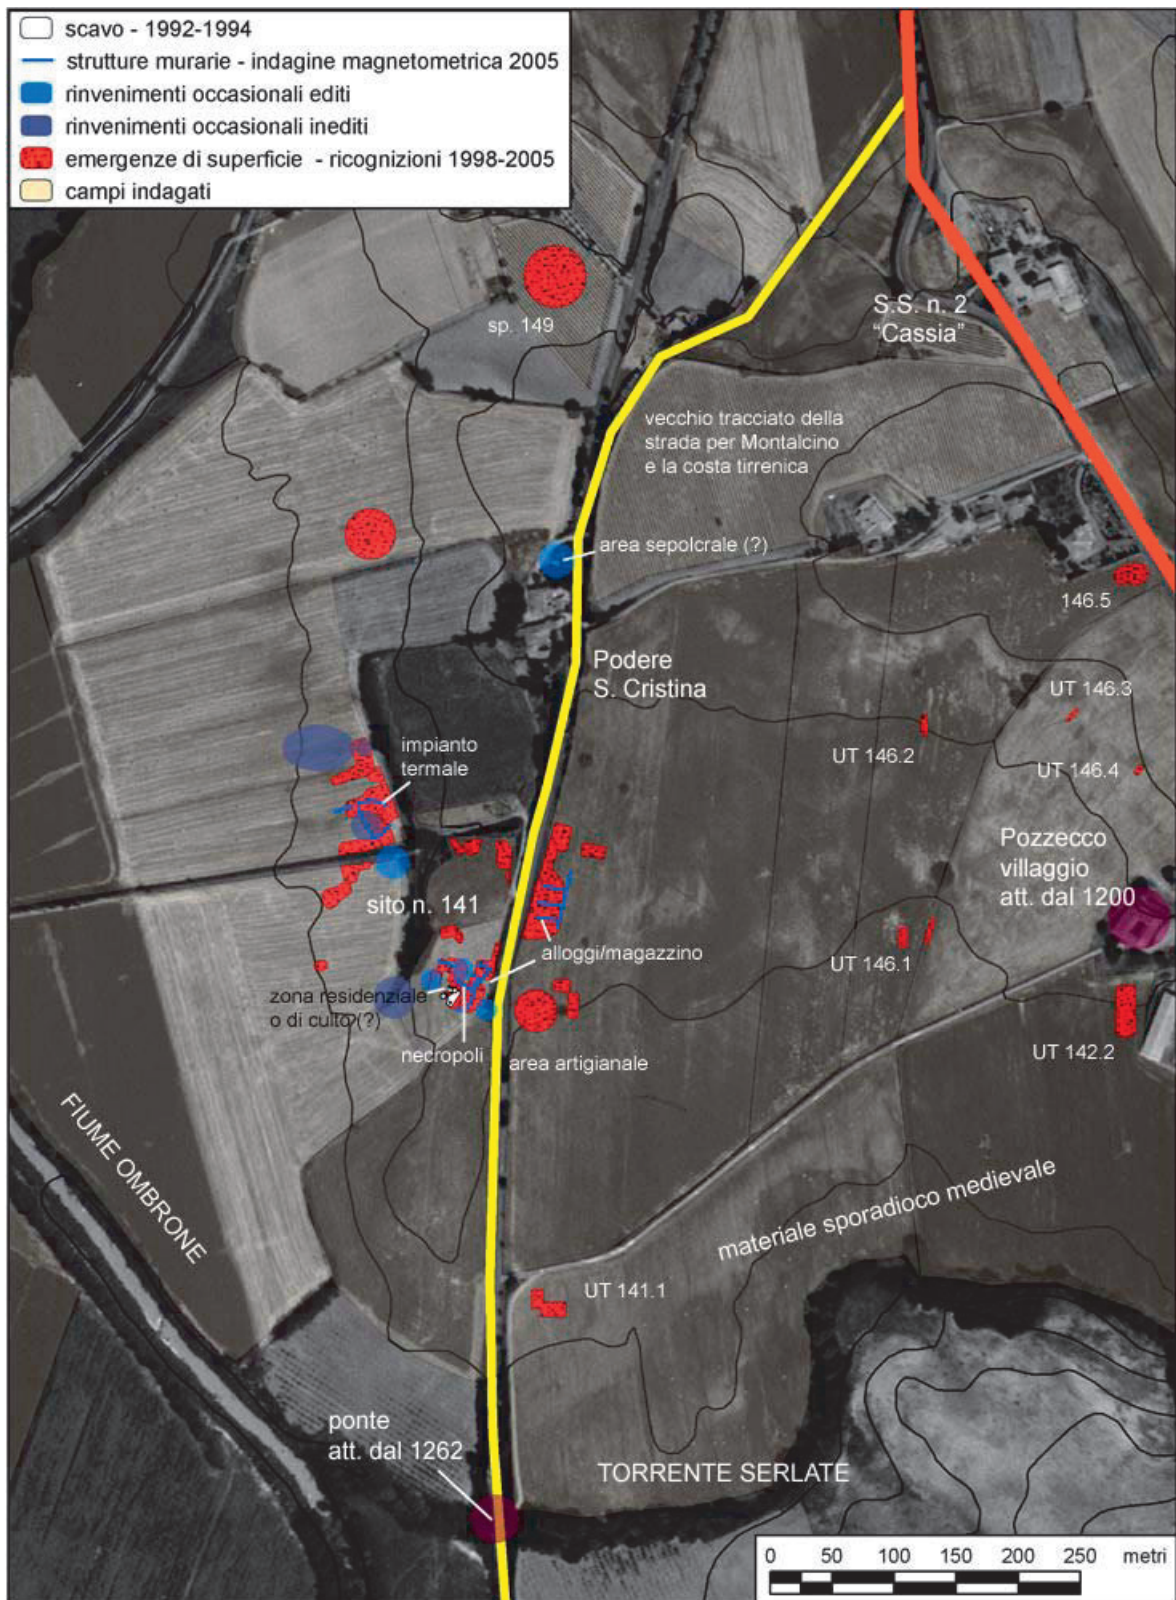 scavo - 1992-1994
strutture murarie - indagine magnetometrica 2005
rinvenimenti occasionali editi
rinvenimenti occasionali inediti
emergenze di superficie - ricognizioni 1998-2005
campi indagati
sp. 149
S.S. n. 2
“Cassia”
vecchio tracciato della
strada per Montalcino
e la costa tirrenica
area sepolcrale (?)
146.5
Podere
S. Cristina
UT 146.3
UT 146.2
UT 146.4
impianto
termale
Pozzecco
villaggio
att. dal 1200
sito n. 141
alloggi/magazzino
UT 146.1
zona residenziale
o di culto (?)
necropoli
area artigianale
UT 142.2
FIUME OMBRONE
materiale sporadioco medievale
UT 141.1
ponte
att. dal 1262
TORRENTE SERLATE
0 50 100 150 200 250 metri